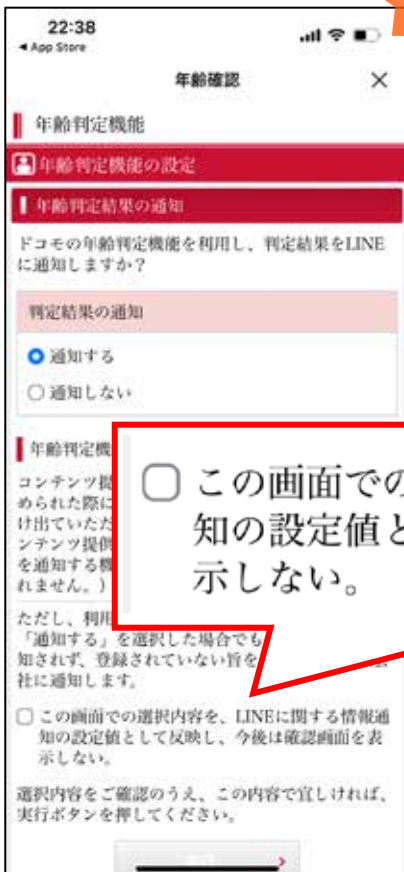 22:38
◀ App Store
年齢確認
年齢判定機能
年齢判定機能の設定
年齢判定結果の通知
ドコモの年齢判定機能を利用し、判定結果をLINE
に通知しますか？
判定結果の通知
通知する
通知しない
年齢判定機
コンテンツ提
められた際に
け出ていただ
ンテンツ提供
を通知する機
れません。）
この画面での
知の設定値と
示しない。
ただし、利用
「通知する」を選択した場合でも
知されず、登録されていない旨を
社に通知します。
この画面での選択内容を、LINEに関する情報通
知の設定値として反映し、今後は確認画面を表
示しない。
選択内容をご確認のうえ、この内容で宜しければ、
実行ボタンを押してください。